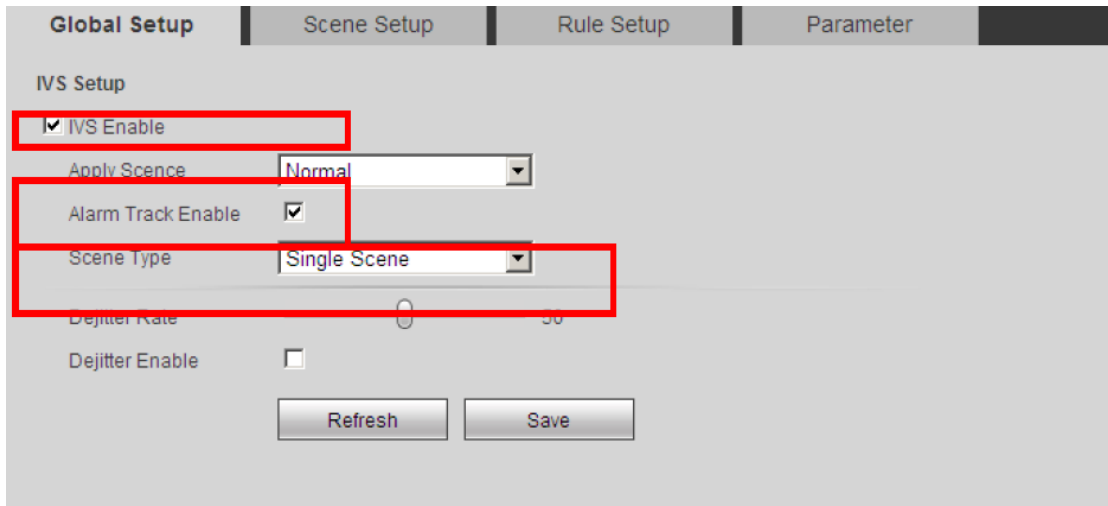 Global Setup Scene Setup Rule Setup Parameter
IVS Setup
IVS Enable
Apply Scence Normal
Alarm Track Enable
Scene Type Single Scene
Dejitter Rate 50
Dejitter Enable
Refresh Save